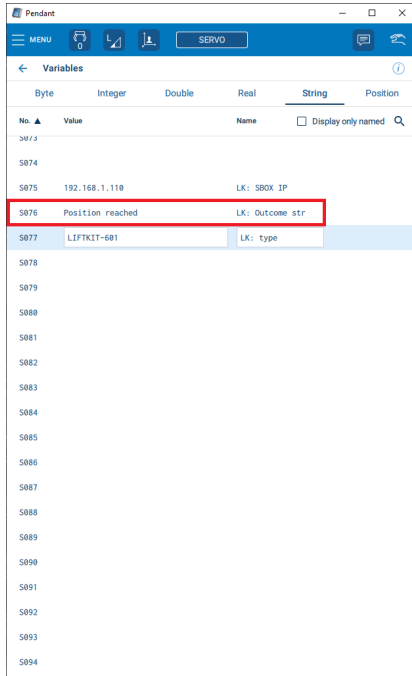 Pendant
MENU 0 L SERVO
Variables
Byte Integer Double Real String Position
No. ▲ Value Name Display only named
S073
S074
S075 192.168.1.110 LK: SBOX IP
S076 Position reached LK: Outcome str
S077 LIFTKIT-601 LK: type
S078
S079
S080
S081
S082
S083
S084
S085
S086
S087
S088
S089
S090
S091
S092
S093
S094